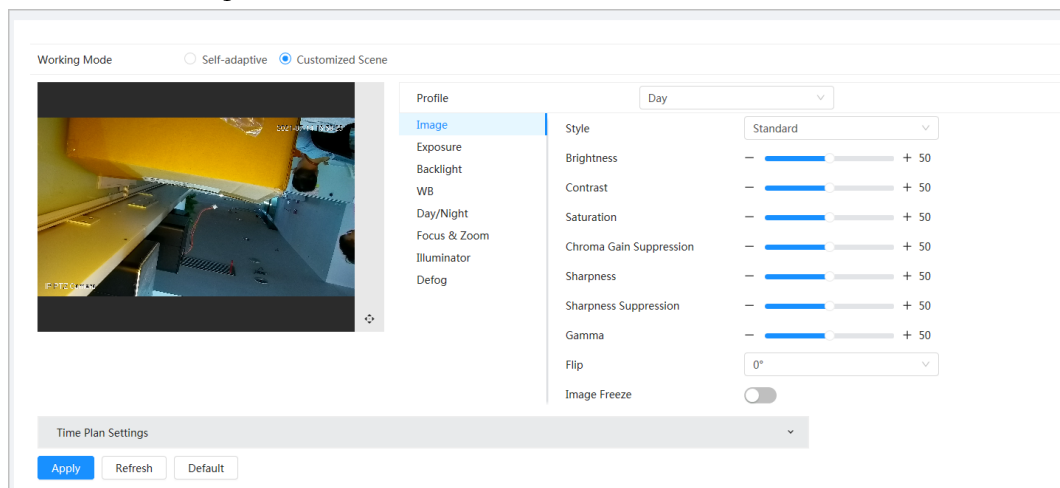 Working Mode Self-adaptive Customized Scene
Profile Day
Image
Exposure
Backlight
WB
Day/Night
Focus & Zoom
Illuminator
Defog
Style Standard
Brightness − + 50
Contrast − + 50
Saturation − + 50
Chroma Gain Suppression − + 50
Sharpness − + 50
Sharpness Suppression − + 50
Gamma − + 50
Flip 0°
Image Freeze
Time Plan Settings
Apply Refresh Default